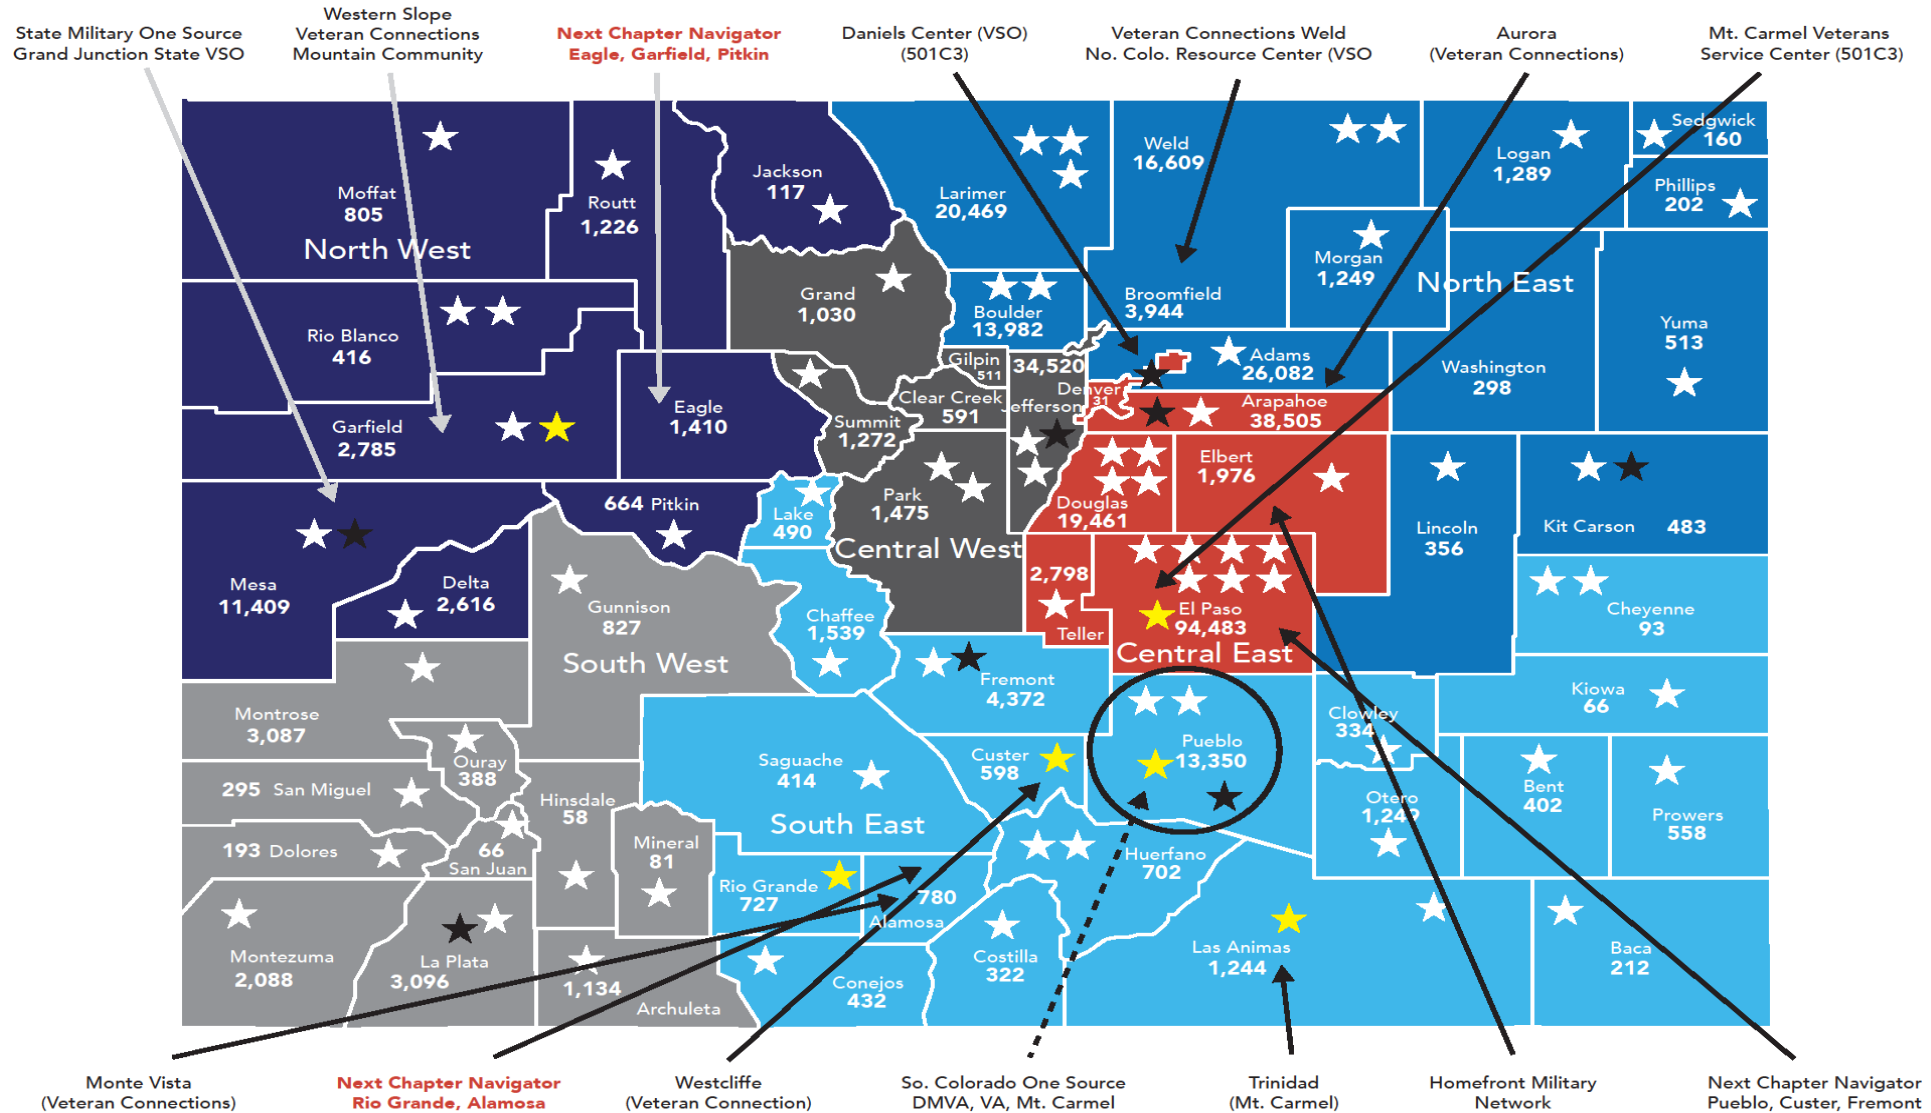 State Military One Source
Grand Junction State VSO
Western Slope
Veteran Connections
Mountain Community
Next Chapter Navigator
Eagle, Garfield, Pitkin
Daniels Center (VSO)
(501C3)
Veteran Connections Weld
No. Colo. Resource Center (VSO
Aurora
(Veteran Connections)
Mt. Carmel Veterans
Service Center (501C3)
Moffat
805
North West
Routt
1,226
Jackson
117
Larimer
20,469
Weld
16,609
Logan
1,289
Sedgwick
160
Phillips
202
Rio Blanco
416
Grand
1,030
Boulder
13,982
Broomfield
3,944
Morgan
1,249
North East
Yuma
513
Garfield
2,785
Eagle
1,410
Summit
1,272
Gilpin
511
Clear Creek
591
34,520
Jefferson
Denver
31
Adams
26,082
Arapahoe
38,505
Washington
298
Mesa
11,409
Delta
2,616
664 Pitkin
Lake
490
Park
1,475
Central West
Douglas
19,461
Elbert
1,976
Lincoln
356
Kit Carson 483
Gunnison
827
South West
Chaffee
1,539
2,798
Teller
El Paso
94,483
Central East
Cheyenne
93
Montrose
3,087
Ouray
388
Fremont
4,372
Kiowa
66
295 San Miguel
Hinsdale
58
Saguache
414
South East
Custer
598
Pueblo
13,350
Clowley
334
Otero
1,249
Bent
402
Prowers
558
193 Dolores
66
San Juan
Mineral
81
Rio Grande
727
780
Alamosa
Huerfano
702
Montezuma
2,088
La Plata
3,096
1,134
Archuleta
Conejos
432
Costilla
322
Las Animas
1,244
Baca
212
Monte Vista
(Veteran Connections)
Next Chapter Navigator
Rio Grande, Alamosa
Westcliffe
(Veteran Connection)
So. Colorado One Source
DMVA, VA, Mt. Carmel
Trinidad
(Mt. Carmel)
Homefront Military
Network
Next Chapter Navigator
Pueblo, Custer, Fremont